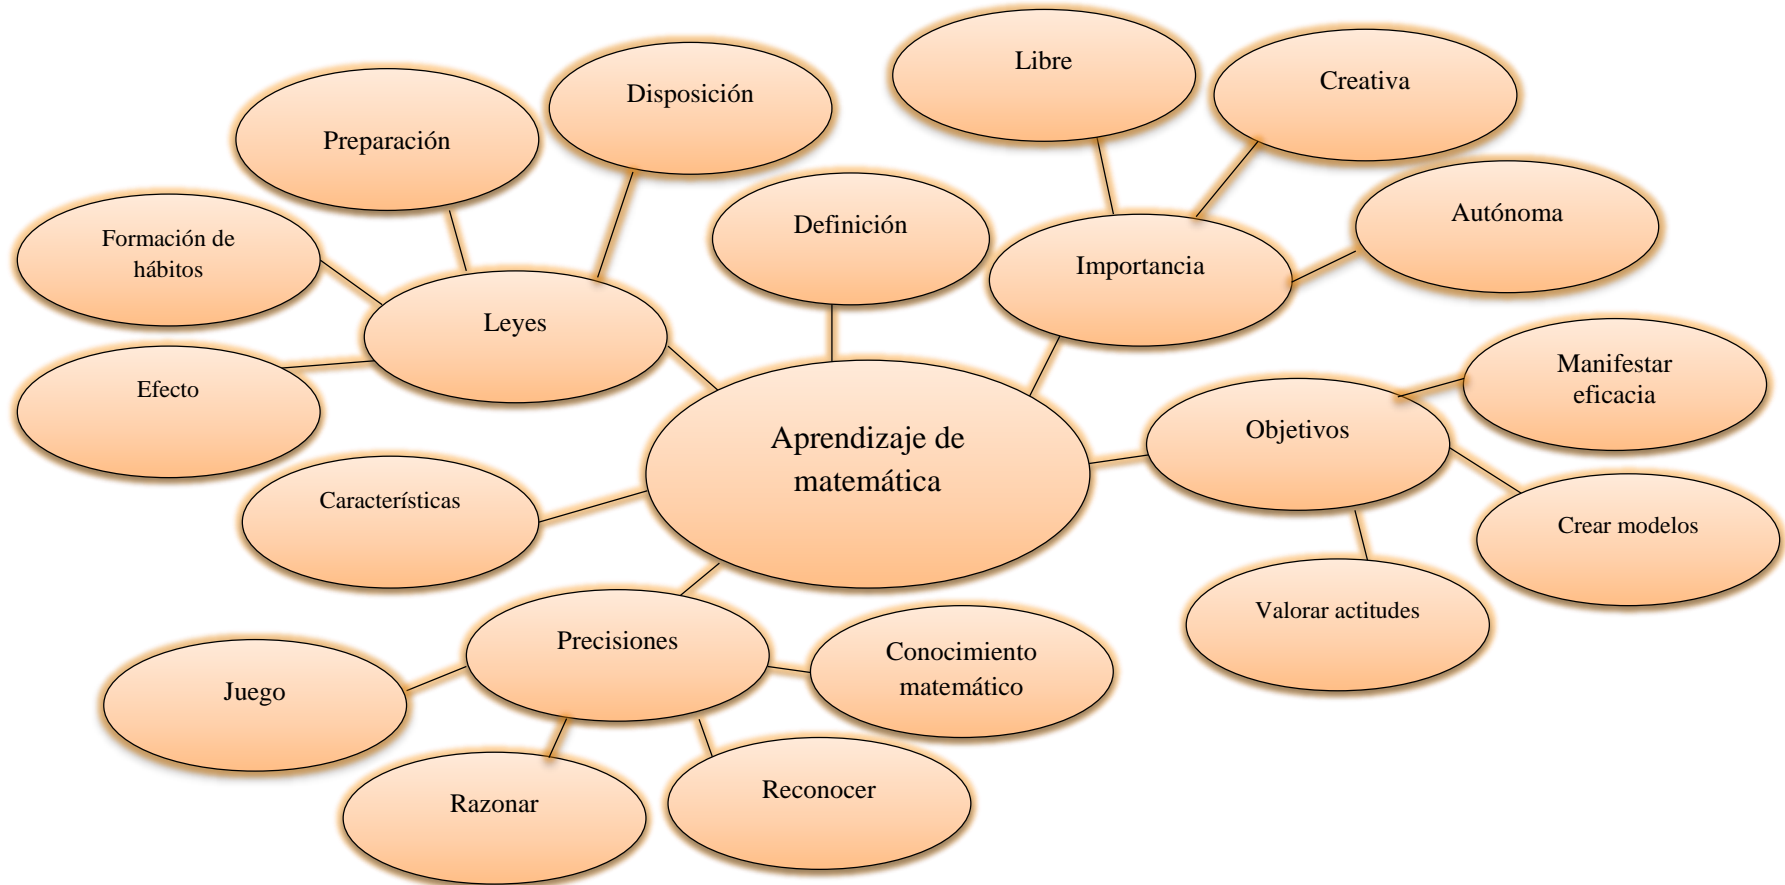 Libre
Creativa
Disposición
Preparación
Autónoma
Definición
Formación de
hábitos
Importancia
Leyes
Manifestar
eficacia
Efecto
Objetivos
Aprendizaje de
matemática
Característícas
Crear modelos
Valorar actitudes
Precisiones
Conocimiento
matemático
Juego
Reconocer
Razonar